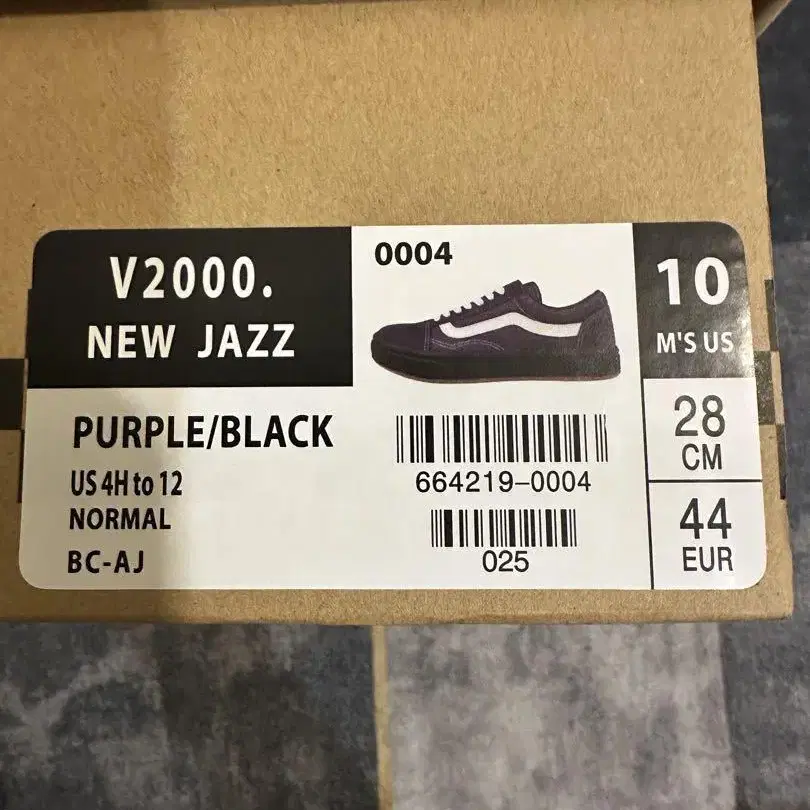 V2000.
NEW JAZZ
PURPLE/BLACK
US 4H to 12
NORMAL
BC-AJ
0004
664219-0004
025
10
M'S US
28
CM
44
EUR